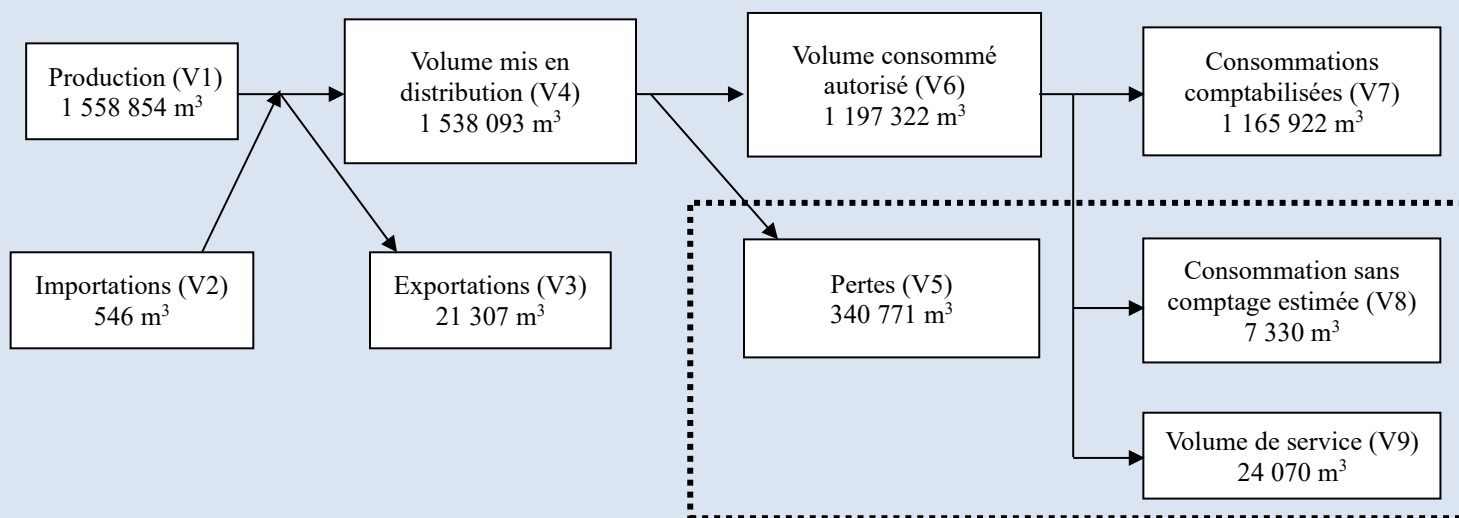 Production (V1)
1 558 854 m³
Volume mis en
distribution (V4)
1 538 093 m³
Volume consommé
autorisé (V6)
1 197 322 m³
Consommations
comptabilisées (V7)
1 165 922 m³
Importations (V2)
546 m³
Exportations (V3)
21 307 m³
Pertes (V5)
340 771 m³
Consommation sans
comptage estimée (V8)
7 330 m³
Volume de service (V9)
24 070 m³